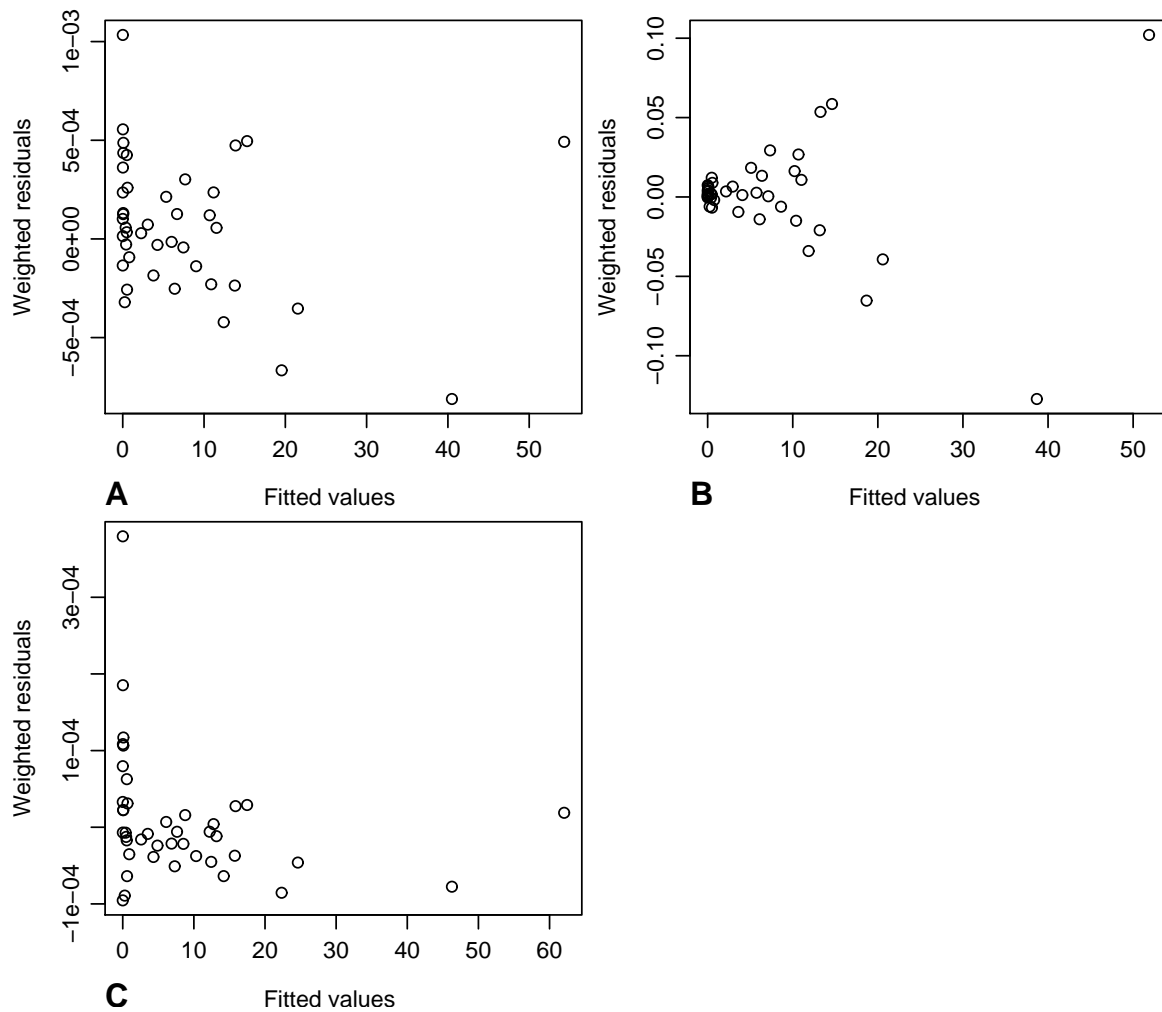 1e−03
5e−04
0e+00
−5e−04
Weighted residuals
0 10 20 30 40 50
A Fitted values
0.10
0.05
0.00
−0.05
−0.10
Weighted residuals
0 10 20 30 40 50
B Fitted values
3e−04
1e−04
−1e−04
Weighted residuals
0 10 20 30 40 50 60
C Fitted values